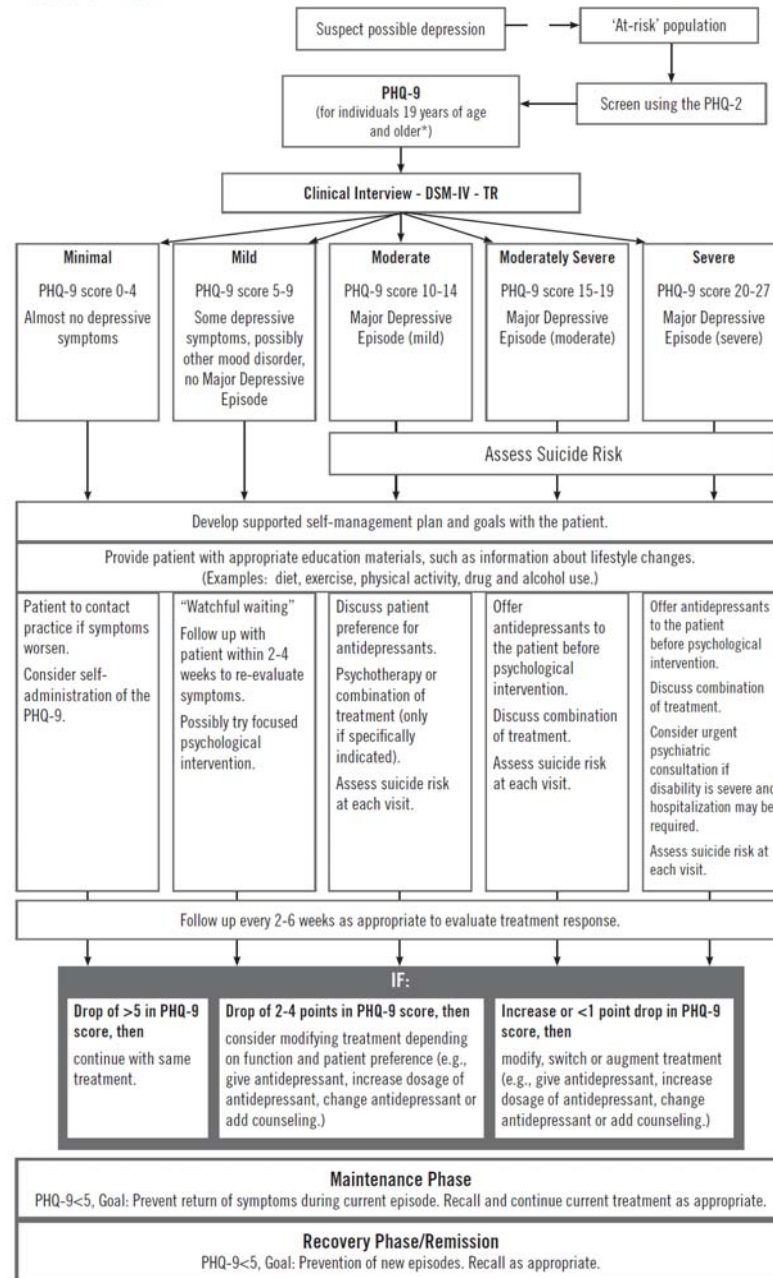 Suspect possible depression
‘At-risk’ population
PHQ-9
(for individuals 19 years of age
and older*)
Screen using the PHQ-2
Clinical Interview - DSM-IV - TR
Minimal
PHQ-9 score 0-4
Almost no depressive
symptoms
Mild
PHQ-9 score 5-9
Some depressive
symptoms, possibly
other mood disorder,
no Major Depressive
Episode
Moderate
PHQ-9 score 10-14
Major Depressive
Episode (mild)
Moderately Severe
PHQ-9 score 15-19
Major Depressive
Episode (moderate)
Severe
PHQ-9 score 20-27
Major Depressive
Episode (severe)
Assess Suicide Risk
Develop supported self-management plan and goals with the patient.
Provide patient with appropriate education materials, such as information about lifestyle changes.
(Examples: diet, exercise, physical activity, drug and alcohol use.)
Patient to contact
practice if symptoms
worsen.
Consider self-
administration of the
PHQ-9.
“Watchful waiting”
Follow up with
patient within 2-4
weeks to re-evaluate
symptoms.
Possibly try focused
psychological
intervention.
Discuss patient
preference for
antidepressants.
Psychotherapy or
combination of
treatment (only
if specifically
indicated).
Assess suicide risk
at each visit.
Offer
antidepressants to
the patient before
psychological
intervention.
Discuss combination
of treatment.
Assess suicide risk
at each visit.
Offer antidepressants
to the patient
before psychological
intervention.
Discuss combination
of treatment.
Consider urgent
psychiatric
consultation if
disability is severe and
hospitalization may be
required.
Assess suicide risk at
each visit.
Follow up every 2-6 weeks as appropriate to evaluate treatment response.
IF:
Drop of >5 in PHQ-9
score, then
continue with same
treatment.
Drop of 2-4 points in PHQ-9 score, then
consider modifying treatment depending
on function and patient preference (e.g.,
give antidepressant, increase dosage of
antidepressant, change antidepressant or
add counseling.)
Increase or <1 point drop in PHQ-9
score, then
modify, switch or augment treatment
(e.g., give antidepressant, increase
dosage of antidepressant, change
antidepressant or add counseling.)
Maintenance Phase
PHQ-9<5, Goal: Prevent return of symptoms during current episode. Recall and continue current treatment as appropriate.
Recovery Phase/Remission
PHQ-9<5, Goal: Prevention of new episodes. Recall as appropriate.